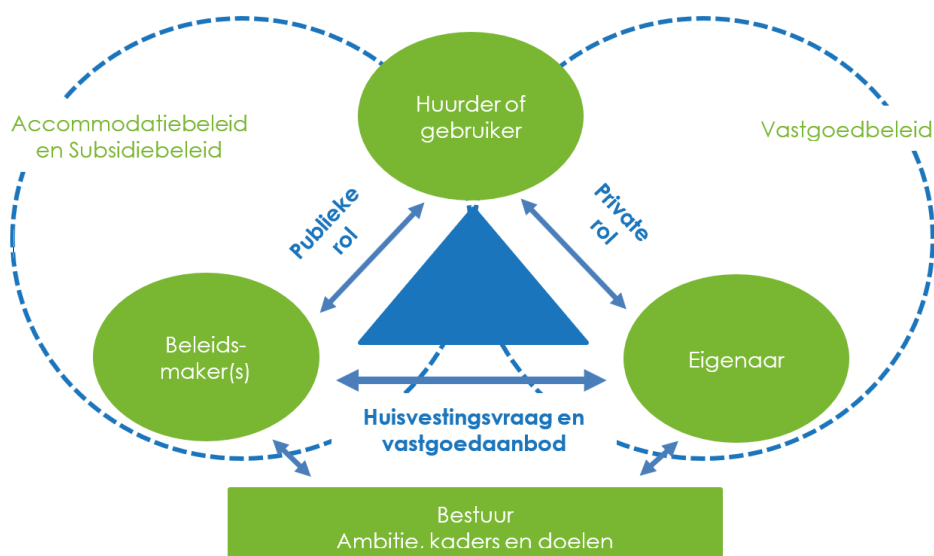 Huurder of
gebruiker
Accommodatiebeleid
en Subsidiebeleid
Vastgoedbeleid
Publieke
rol
Private
rol
Beleids-
maker(s)
Eigenaar
Huisvestingsvraag en
vastgoedaanbod
Bestuur
Ambitie, kaders en doelen